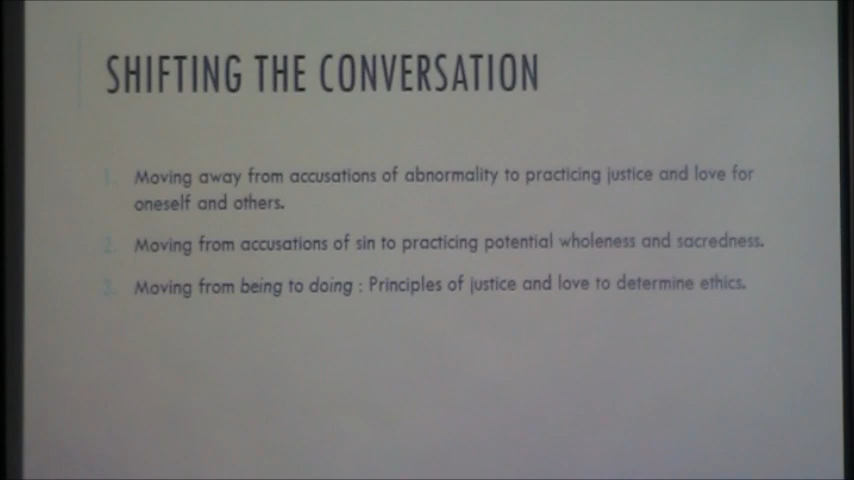 SHIFTING THE CONVERSATION
1. Moving away from accusations of abnormality to practicing justice and love for
oneself and others.
2. Moving from accusations of sin to practicing potential wholeness and sacredness.
3. Moving from being to doing : Principles of justice and love to determine ethics.